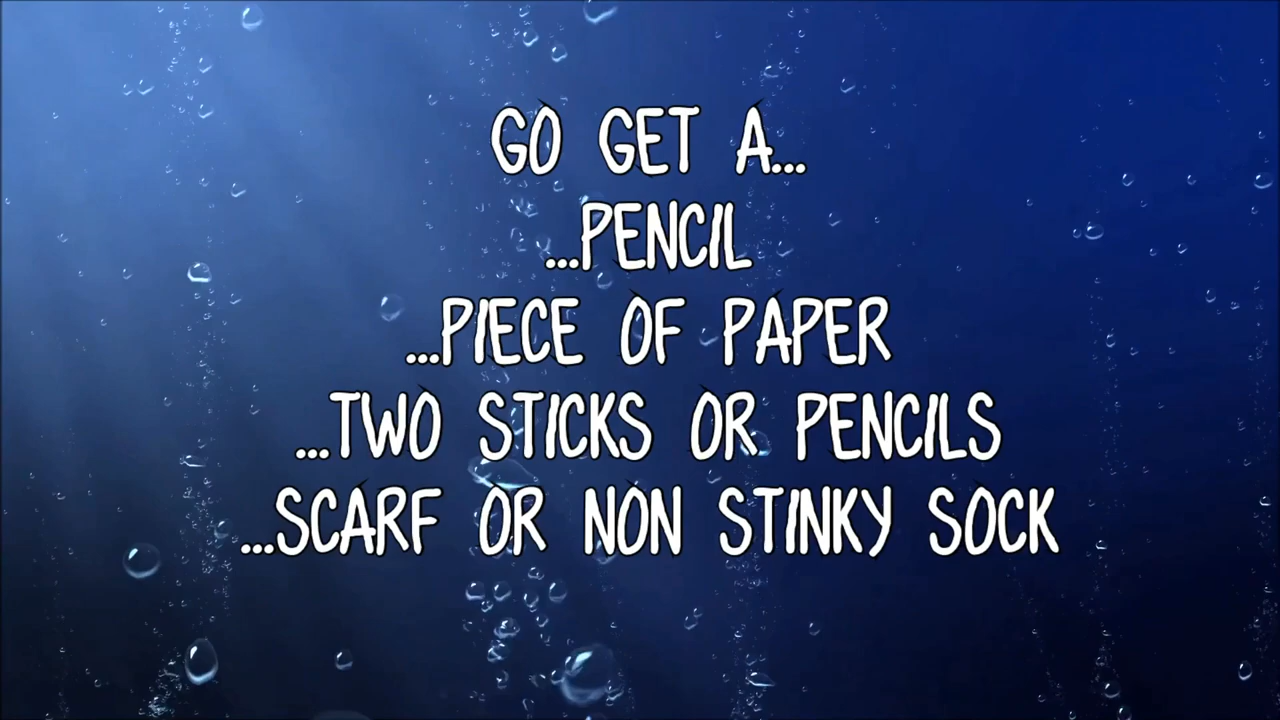 GO GET A...
...PENCIL
...PIECE OF PAPER
...TWO STICKS OR PENCILS
...SCARF OR NON STINKY SOCK